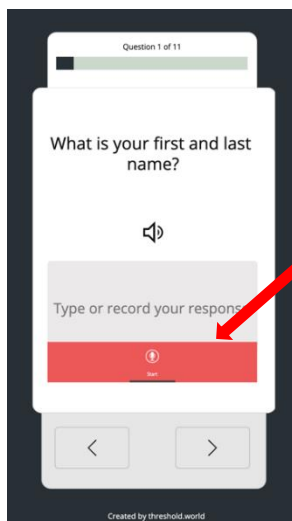 Question 1 of 11
What is your first and last
name?
Type or record your respons
Start
Created by threshold.world